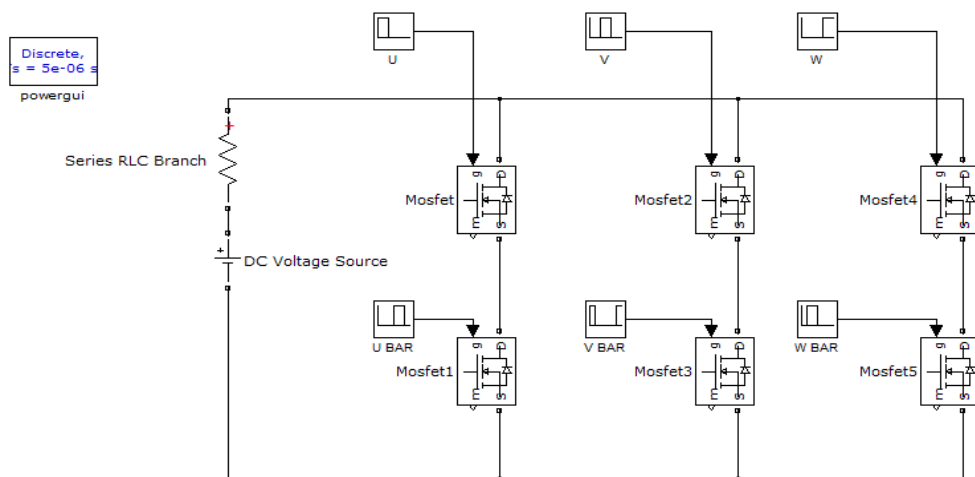 Discrete,
s = 5e-06 s
powergui
U
V
W
Series RLC Branch
+
g
D
m
S
Mosfet
g
D
m
S
Mosfet2
g
D
m
S
Mosfet4
+
DC Voltage Source
U BAR
V BAR
W BAR
g
D
m
S
Mosfet1
g
D
m
S
Mosfet3
g
D
m
S
Mosfet5